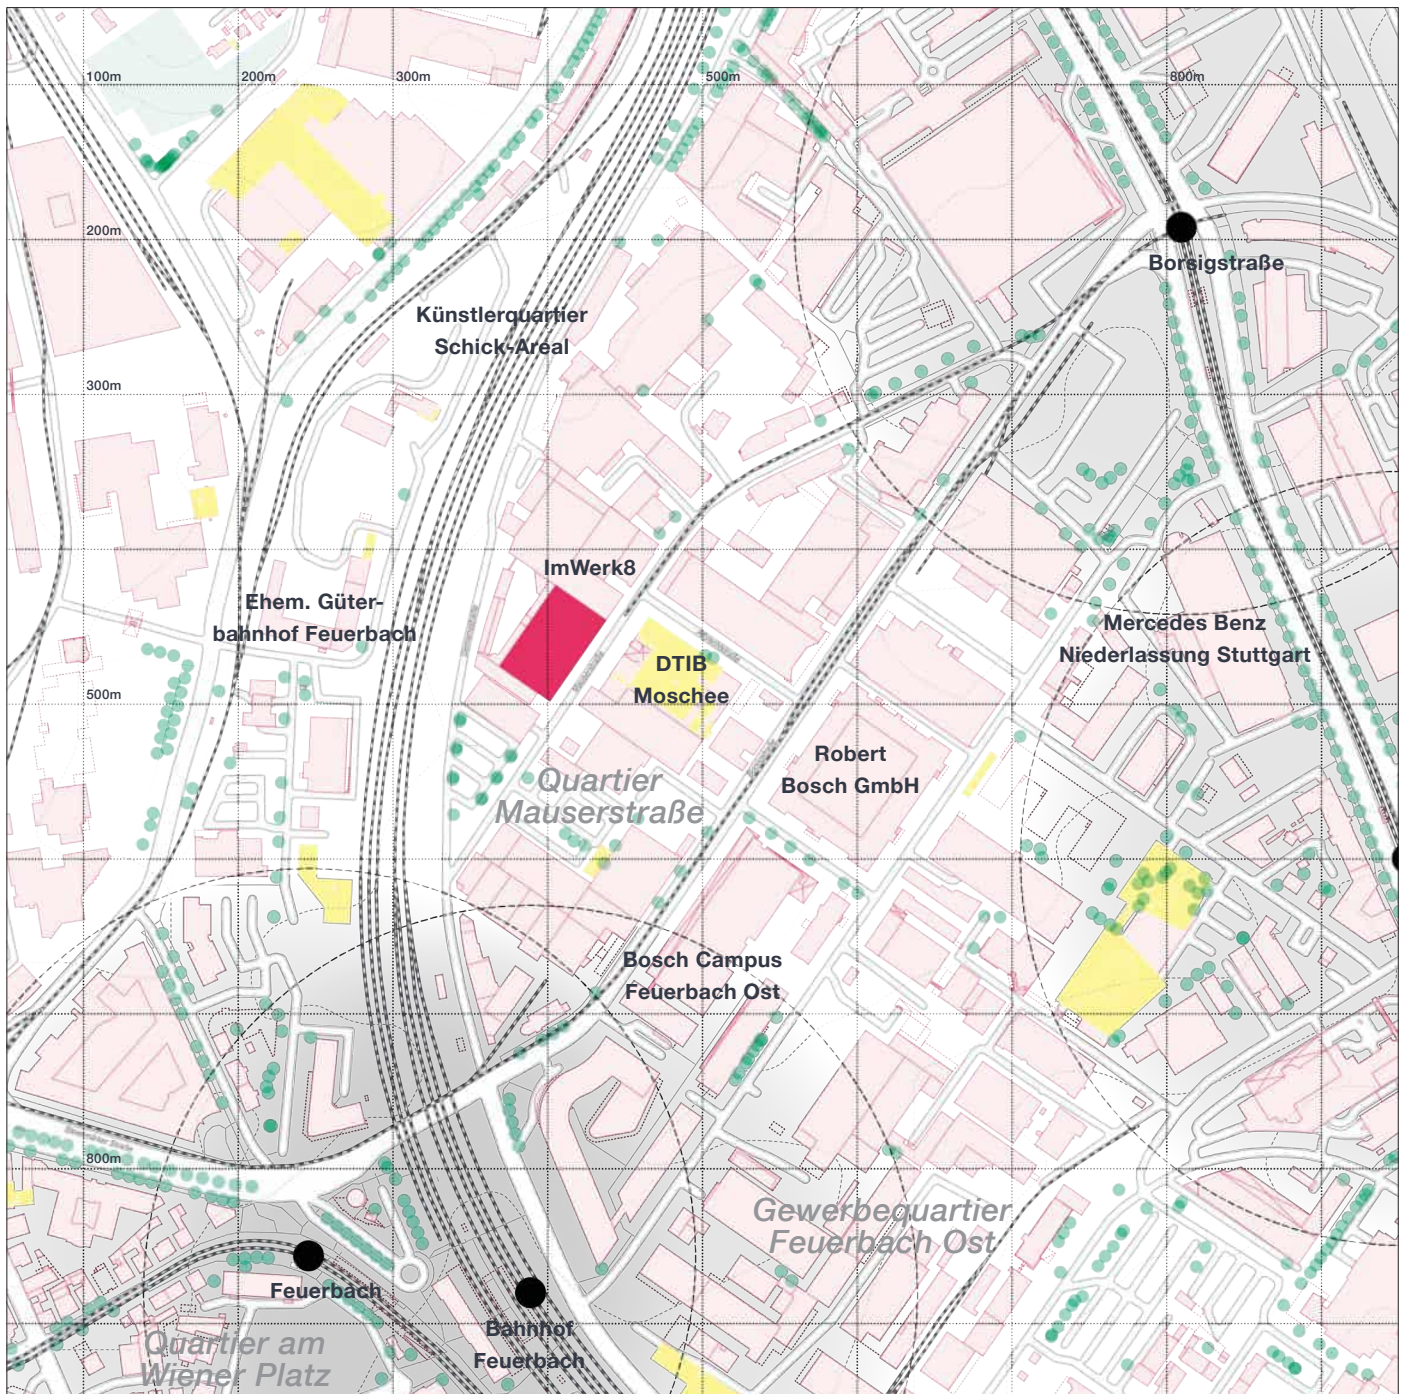 100m
200m
300m
500m
800m
200m
Borsigstraße
Künstlerquartier
Schick-Areal
300m
ImWerk8
Ehem. Güter-
bahnhof Feuerbach
Mercedes Benz
Niederlassung Stuttgart
DTIB
Moschee
500m
Robert
Bosch GmbH
Quartier
Mauserstraße
Bosch Campus
Feuerbach Ost
800m
Gewerbequartier
Feuerbach Ost
Feuerbach
Bahnhof
Feuerbach
Quartier am
Wiener Platz